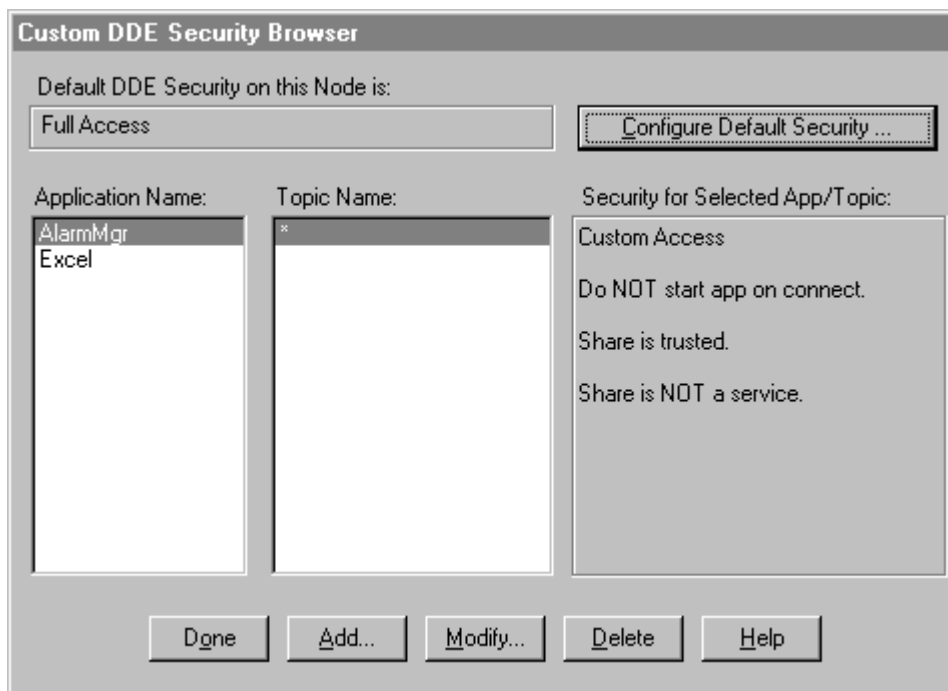 Custom DDE Security Browser
Default DDE Security on this Node is:
Full Access
Configure Default Security ...
Application Name:
Topic Name:
Security for Selected App/Topic:
AlarmMgr
Excel
*
Custom Access
Do NOT start app on connect.
Share is trusted.
Share is NOT a service.
Done
Add...
Modify...
Delete
Help